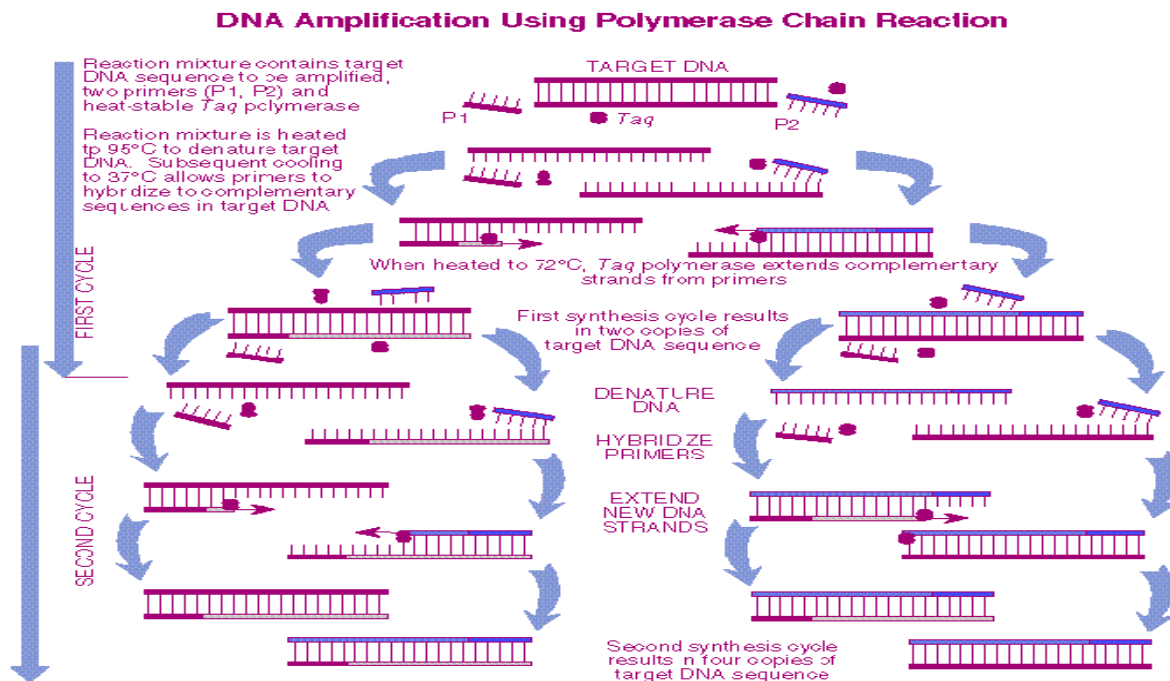 DNA Amplification Using Polymerase Chain Reaction
Reaction mixture contains target
DNA sequence to be amplified,
two primers (P1, P2) and
heat-stable Taq polymerase
TARGET DNA
P1
Taq
P2
Reaction mixture is heated
tp 95°C to denature target
DNA. Subsequent cooling
to 37°C allows primers to
hybridize to complementary
sequences in target DNA
FIRST CYCLE
When heated to 72°C, Taq polymerase extends complementary
strands from primers
First synthesis cycle results
in two copies of
target DNA sequence
SECOND CYCLE
DENATURE
DNA
HYBRIDIZE
PRIMERS
EXTEND
NEW DNA
STRANDS
Second synthesis cycle
results in four copies of
target DNA sequence